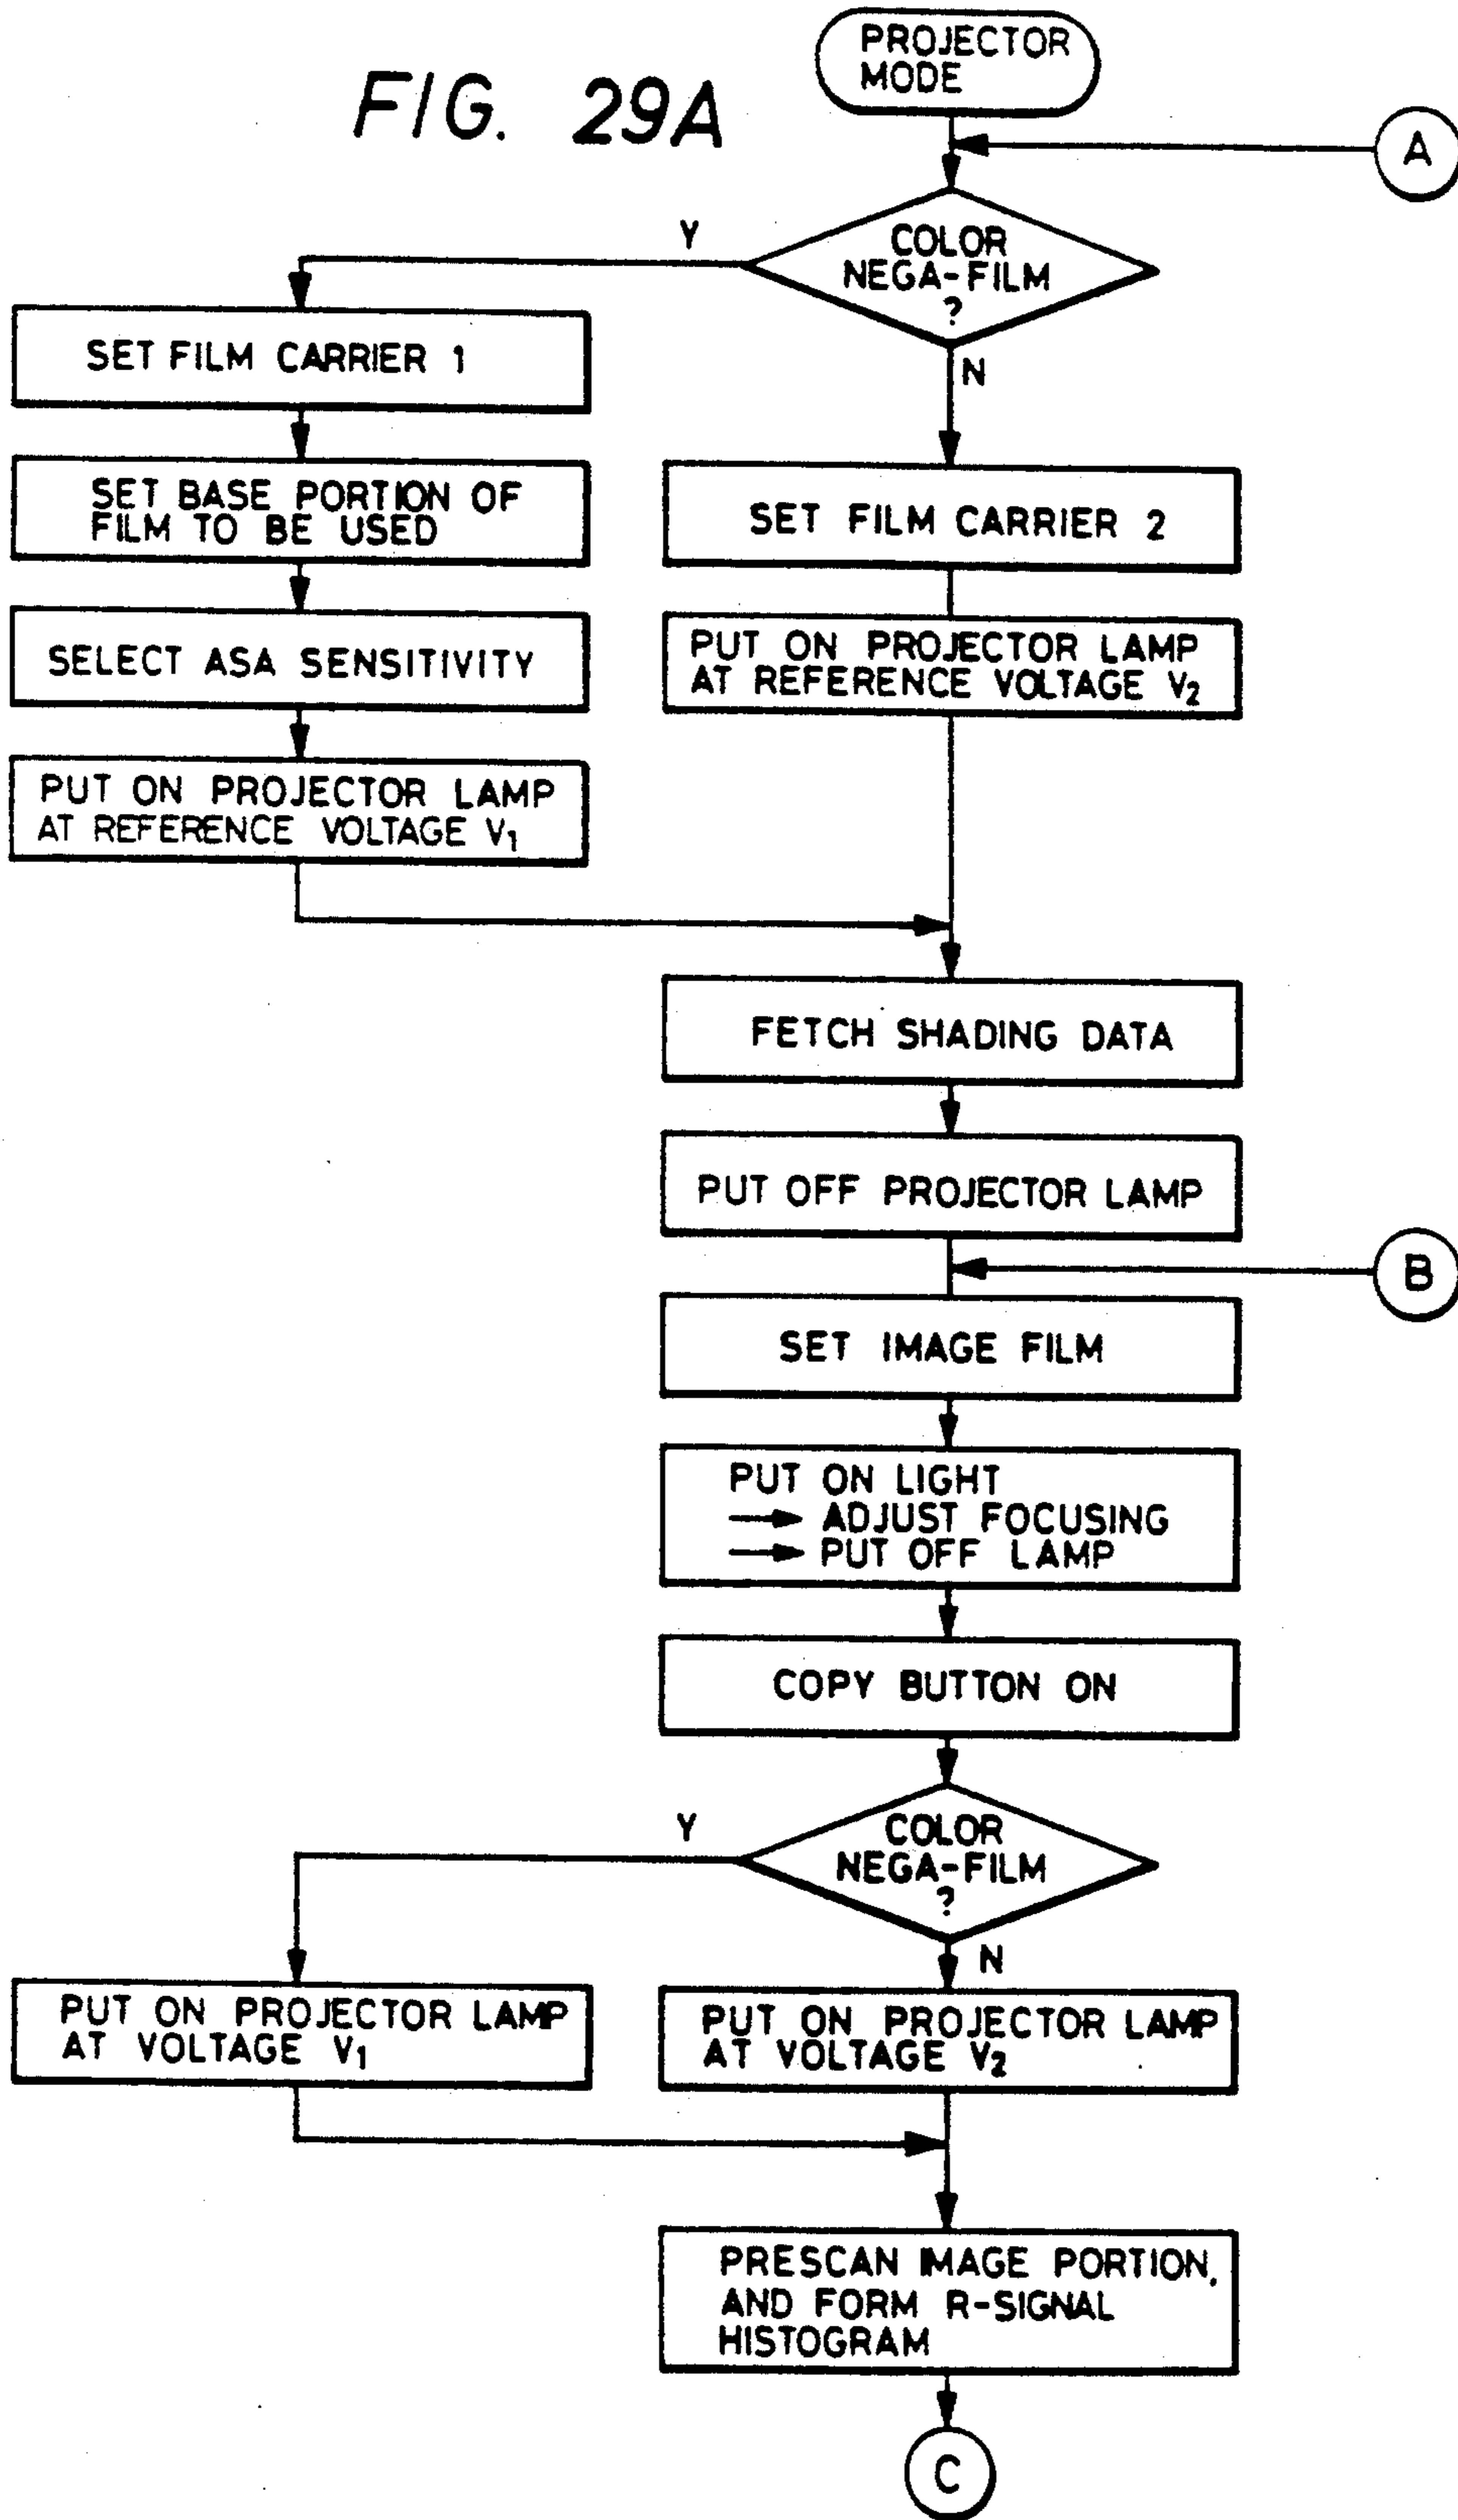 FIG. 29A
PROJECTOR
MODE
A
COLOR
NEGA-FILM
?
Y
N
SET FILM CARRIER 1
SET BASE PORTION OF
FILM TO BE USED
SELECT ASA SENSITIVITY
PUT ON PROJECTOR LAMP
AT REFERENCE VOLTAGE V1
SET FILM CARRIER 2
PUT ON PROJECTOR LAMP
AT REFERENCE VOLTAGE V2
FETCH SHADING DATA
PUT OFF PROJECTOR LAMP
B
SET IMAGE FILM
PUT ON LIGHT
→ ADJUST FOCUSING
→ PUT OFF LAMP
COPY BUTTON ON
COLOR
NEGA-FILM
?
Y
N
PUT ON PROJECTOR LAMP
AT VOLTAGE V1
PUT ON PROJECTOR LAMP
AT VOLTAGE V2
PRESCAN IMAGE PORTION,
AND FORM R-SIGNAL
HISTOGRAM
C